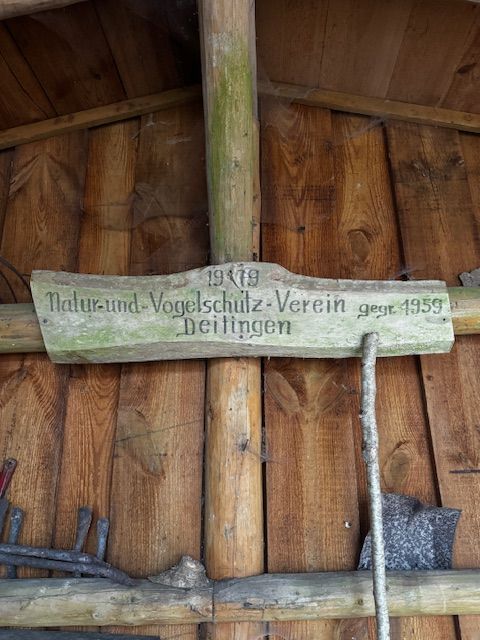 1979
Natur-und-Vogelschutz-Verein gegr. 1959
Deitingen